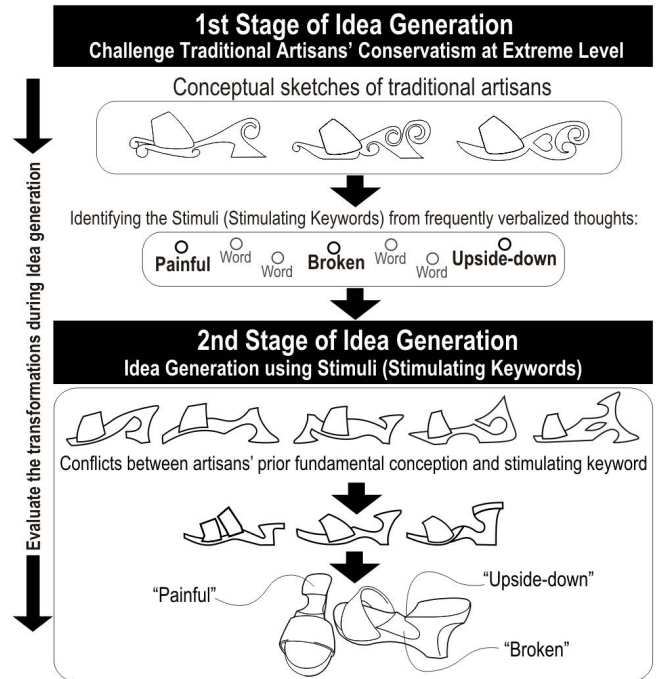 1st Stage of Idea Generation
Challenge Traditional Artisans' Conservatism at Extreme Level
Evaluate the transformations during Idea generation
Conceptual sketches of traditional artisans
Identifying the Stimuli (Stimulating Keywords) from frequently verbalized thoughts:
Painful Word Word Broken Word Word Upside-down
2nd Stage of Idea Generation
Idea Generation using Stimuli (Stimulating Keywords)
Conflicts between artisans' prior fundamental conception and stimulating keyword
“Painful”
“Upside-down”
“Broken”